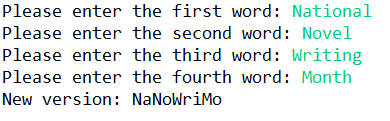 Please enter the first word: National
Please enter the second word: Novel
Please enter the third word: Writing
Please enter the fourth word: Month
New version: NaNoWriMo